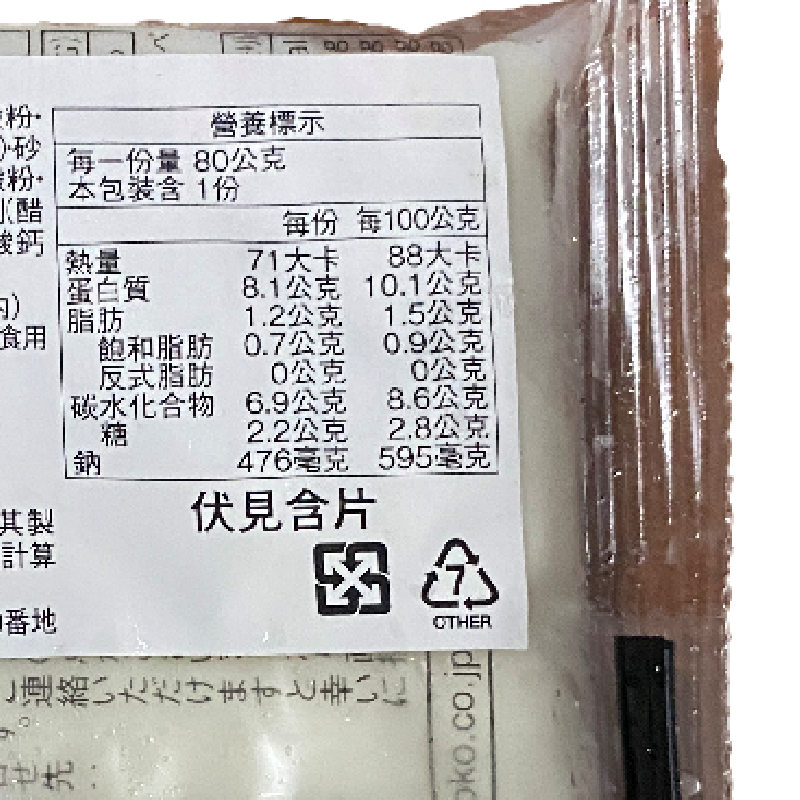 粉・
砂
粉・
醋
酸鈣
食用
其製
計算
番地
營養標示
每一份量 80公克
本包裝含 1份
每份 每100公克
熱量 71大卡 88大卡
蛋白質 8.1公克 10.1公克
脂肪 1.2公克 1.5公克
飽和脂肪 0.7公克 0.9公克
反式脂肪 0公克 0公克
碳水化合物 6.9公克 8.6公克
糖 2.2公克 2.8公克
鈉 476毫克 595毫克
伏見含片
7
OTHER
連絡いただけますと幸いに
す。
せ先
oko.co.jp